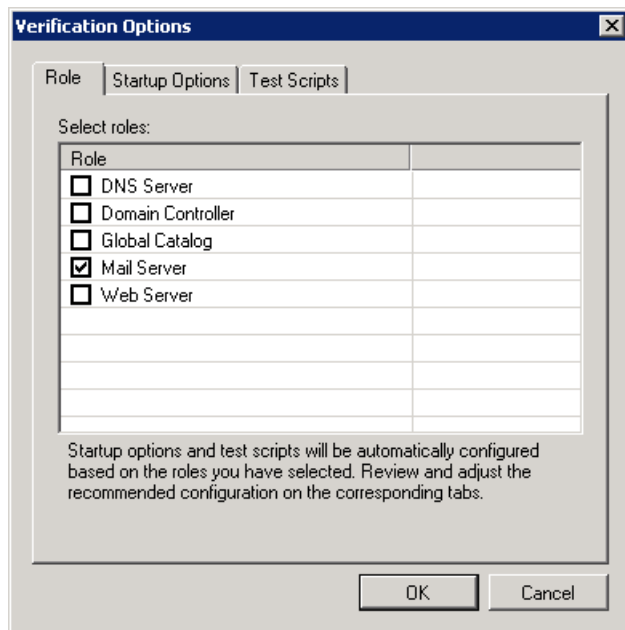 Verification Options
Role Startup Options Test Scripts
Select roles:
Role
DNS Server
Domain Controller
Global Catalog
Mail Server
Web Server
Startup options and test scripts will be automatically configured
based on the roles you have selected. Review and adjust the
recommended configuration on the corresponding tabs.
OK Cancel